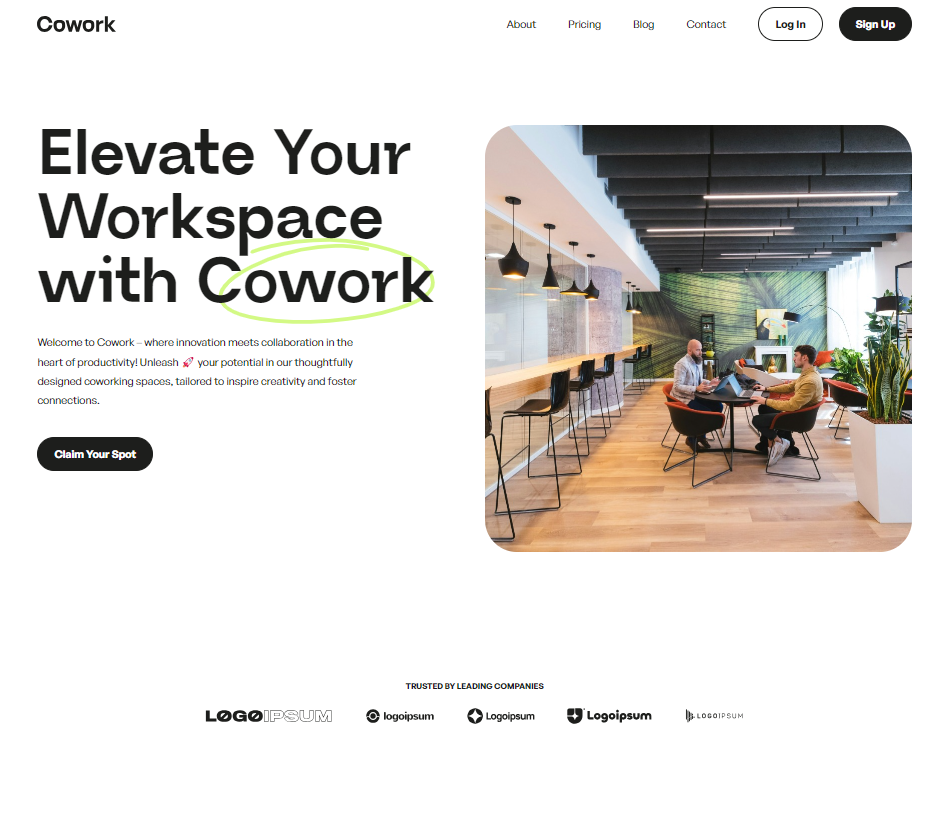 Cowork
About Pricing Blog Contact Log In Sign Up
Elevate Your
Workspace
with Cowork
Welcome to Cowork – where innovation meets collaboration in the
heart of productivity! Unleash 🚀 your potential in our thoughtfully
designed coworking spaces, tailored to inspire creativity and foster
connections.
Claim Your Spot
TRUSTED BY LEADING COMPANIES
LOGOIPSUM logoipsum Logoipsum Logoipsum LOGOIPSUM